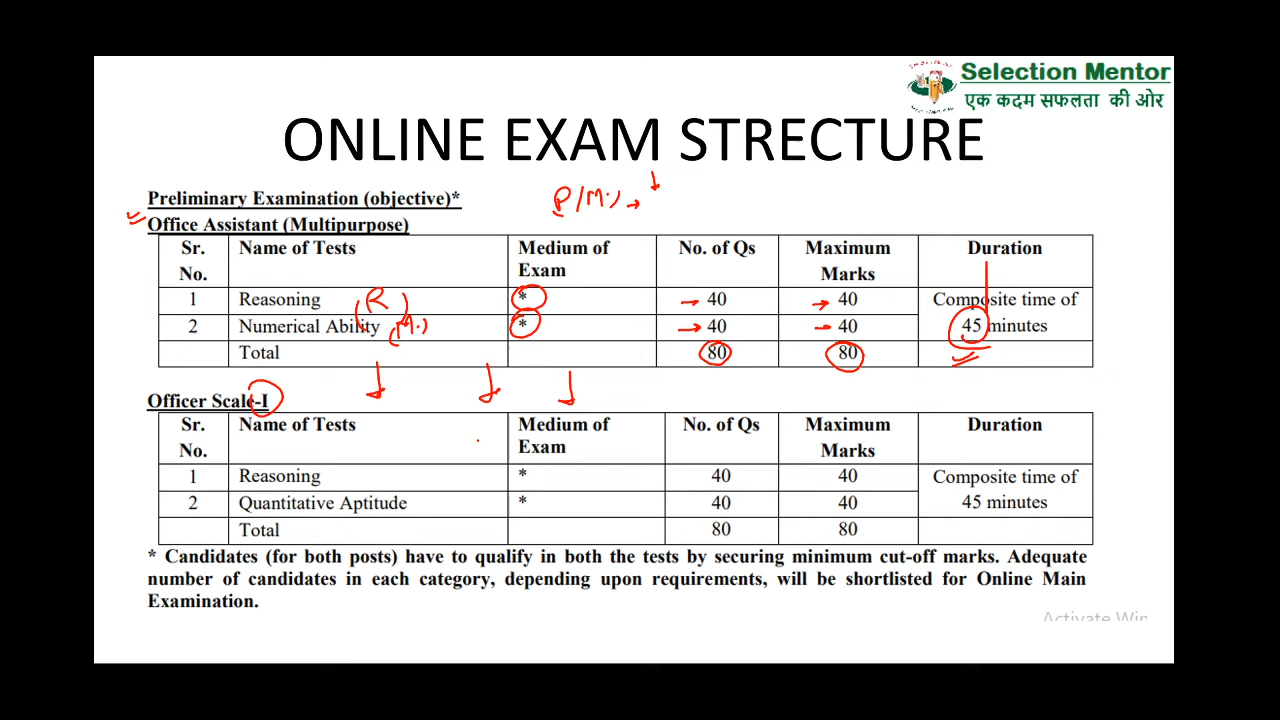 Selection Mentor
एक कदम सफलता की ओर
ONLINE EXAM STRECTURE
Preliminary Examination (objective)*
P/M
Office Assistant (Multipurpose)
Sr. No. Name of Tests Medium of Exam No. of Qs Maximum Marks Duration
1 Reasoning * 40 40 Composite time of 45 minutes
(R)
2 Numerical Ability * 40 40
(M.)
Total 80 80
Officer Scale-I
Sr. No. Name of Tests Medium of Exam No. of Qs Maximum Marks Duration
1 Reasoning * 40 40 Composite time of 45 minutes
2 Quantitative Aptitude * 40 40
Total 80 80
* Candidates (for both posts) have to qualify in both the tests by securing minimum cut-off marks. Adequate
number of candidates in each category, depending upon requirements, will be shortlisted for Online Main
Examination.
Activate Win